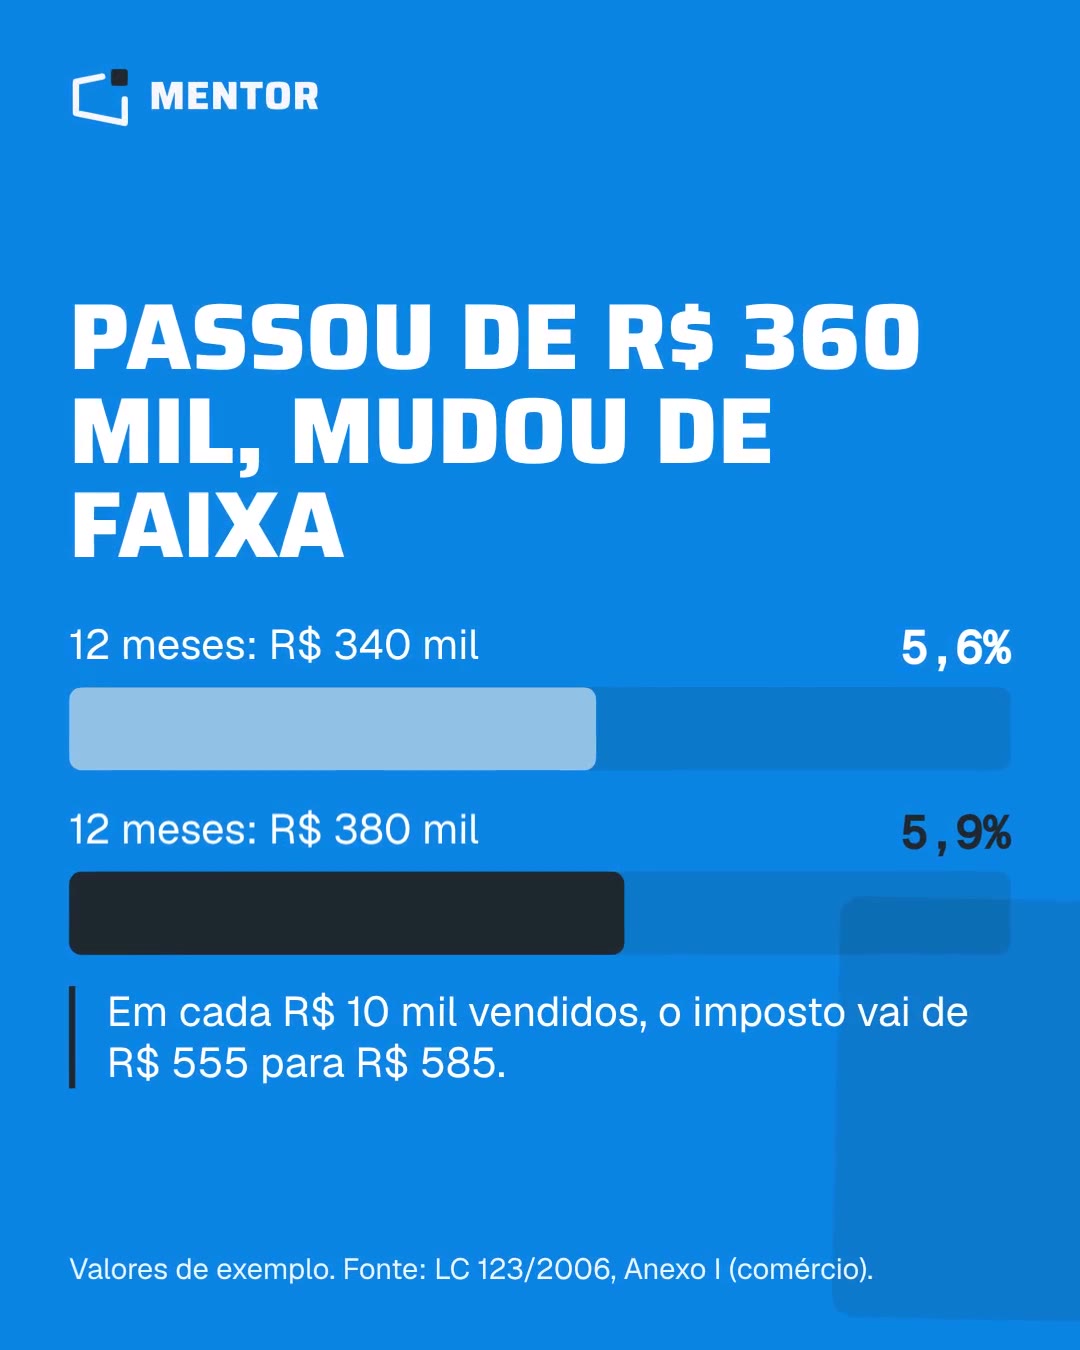 MENTOR
PASSOU DE R$ 360
MIL, MUDOU DE
FAIXA
12 meses: R$ 340 mil
5,6%
12 meses: R$ 380 mil
5,9%
Em cada R$ 10 mil vendidos, o imposto vai de
R$ 555 para R$ 585.
Valores de exemplo. Fonte: LC 123/2006, Anexo I (comércio).